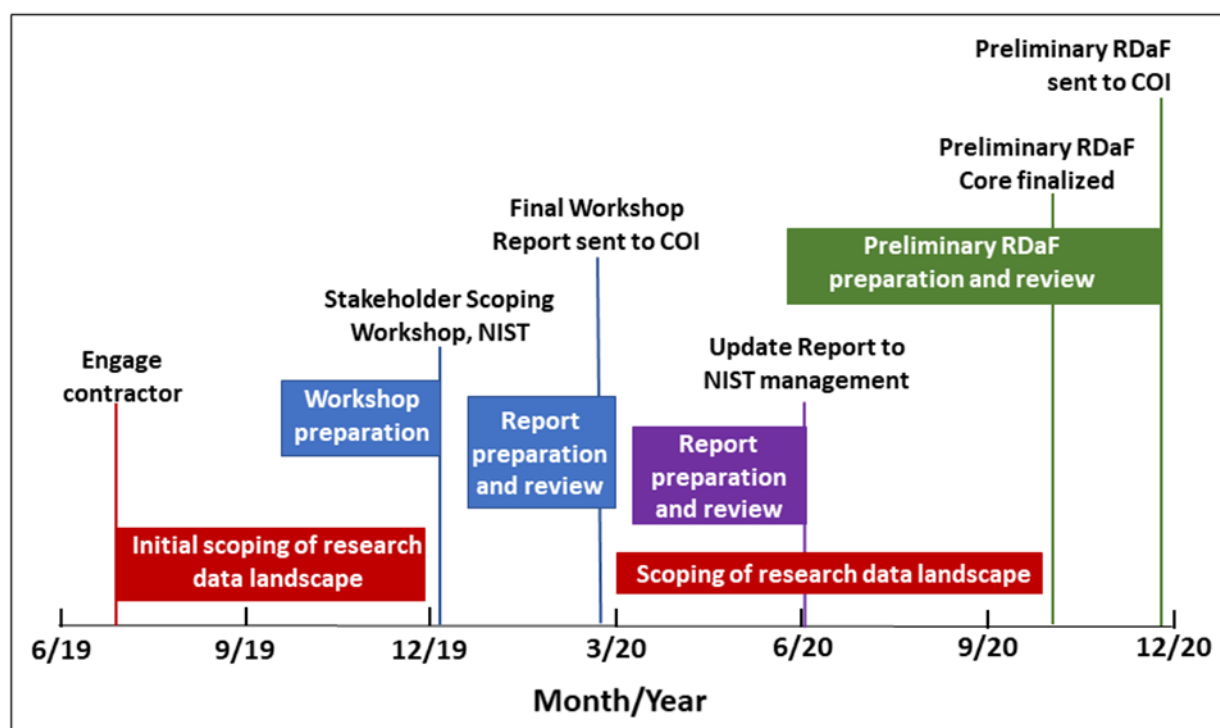 Preliminary RDaF
sent to COI
Preliminary RDaF
Core finalized
Final Workshop
Report sent to COI
Preliminary RDaF
preparation and review
Stakeholder Scoping
Workshop, NIST
Update Report to
NIST management
Engage
contractor
Workshop
preparation
Report
preparation
and review
Report
preparation
and review
Initial scoping of research
data landscape
Scoping of research data landscape
6/19
9/19
12/19
3/20
6/20
9/20
12/20
Month/Year